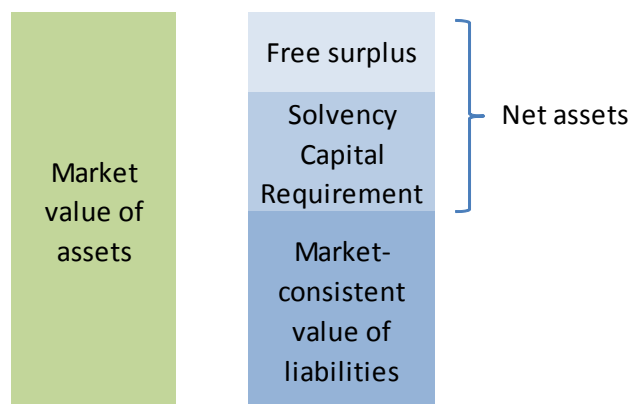 Market
value of
assets
Free surplus
Solvency
Capital
Requirement
Market-
consistent
value of
liabilities
Net assets